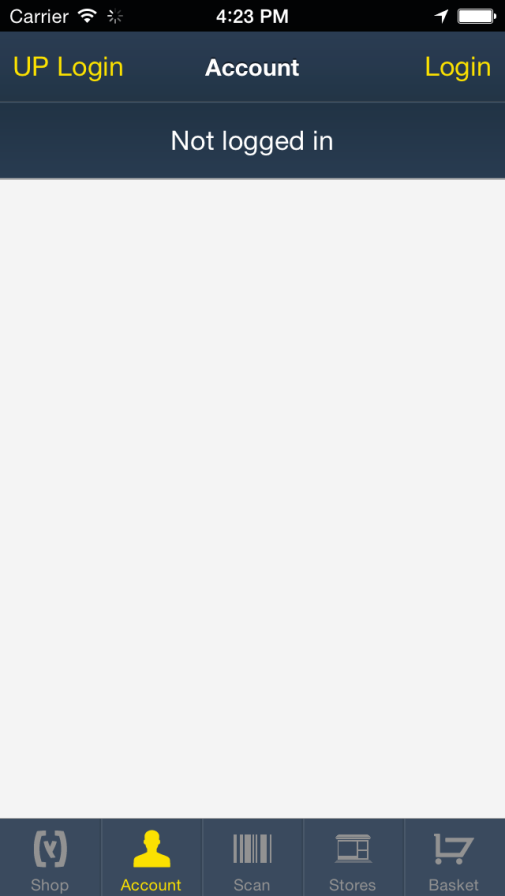 Carrier 4:23 PM
UP Login Account Login
Not logged in
Shop Account Scan Stores Basket